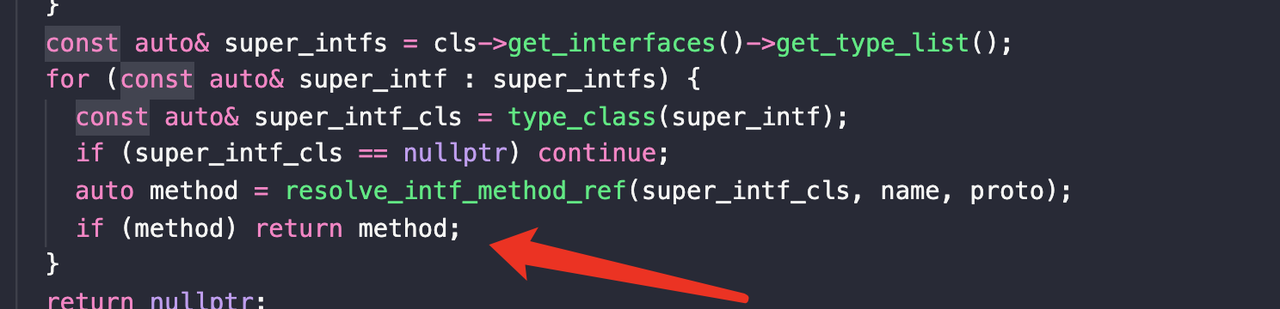 }
const auto& super_intfs = cls->get_interfaces()->get_type_list();
for (const auto& super_intf : super_intfs) {
const auto& super_intf_cls = type_class(super_intf);
if (super_intf_cls == nullptr) continue;
auto method = resolve_intf_method_ref(super_intf_cls, name, proto);
if (method) return method;
}
return nullptr;